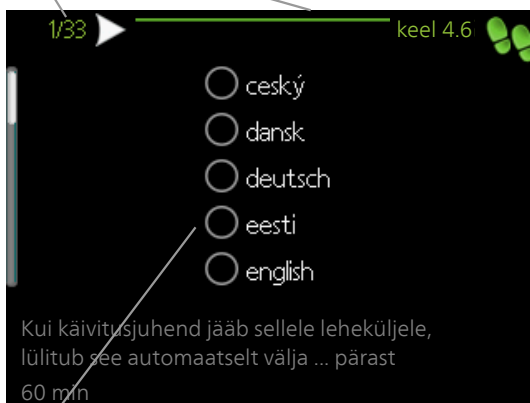 1/33
keel 4.6
ceský
dansk
deutsch
eesti
english
Kui käivitusjuhend jääb sellele leheküljele,
lülitub see automaatselt välja ... pärast
60 min